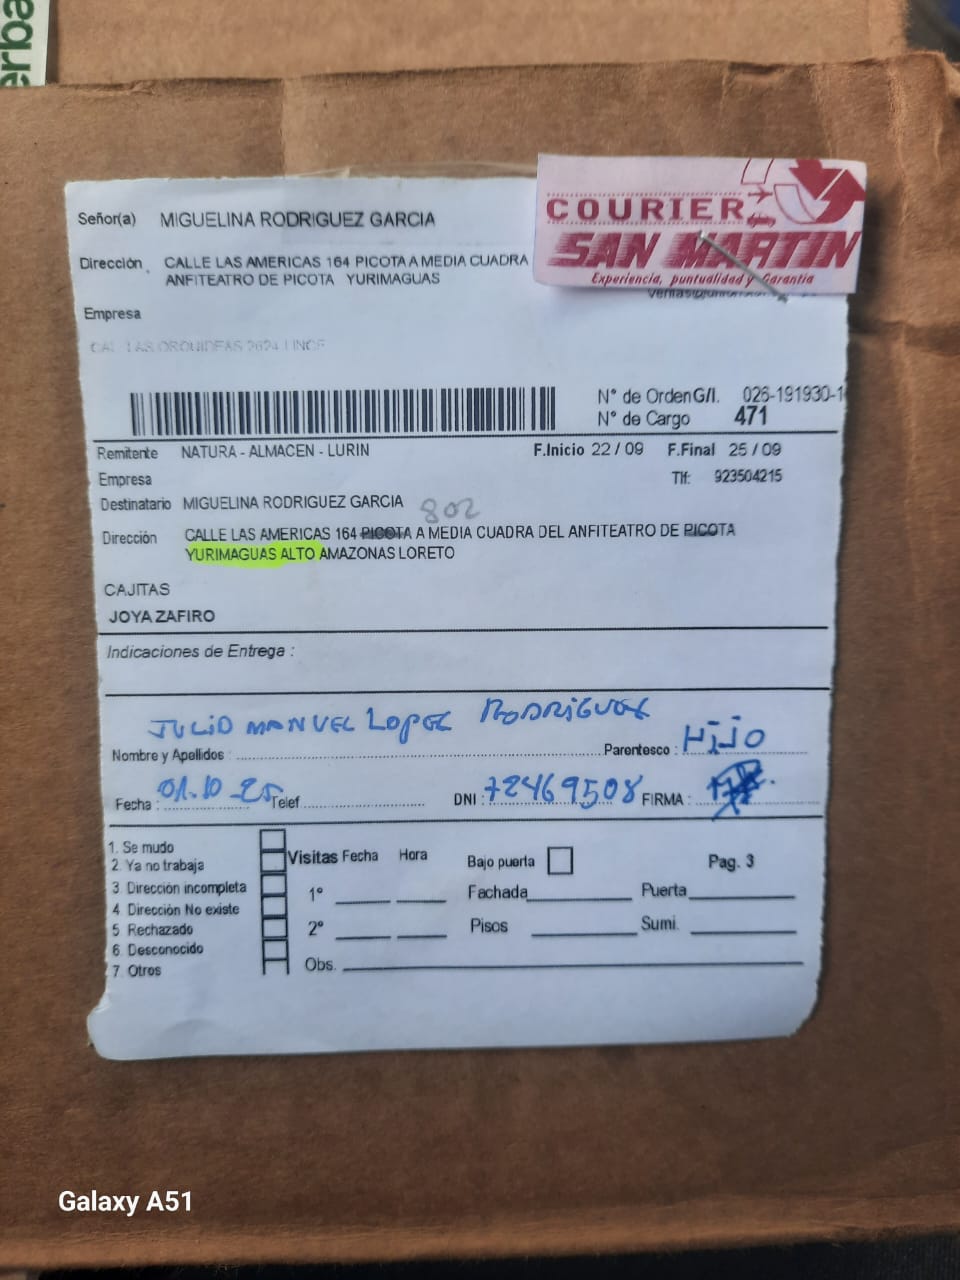 erba
COURIER
SAN MARTIN
Experiencia, puntualidad y Garantía
Señor(a) MIGUELINA RODRIGUEZ GARCIA
Dirección CALLE LAS AMERICAS 164 PICOTA A MEDIA CUADRA
ANFITEATRO DE PICOTA YURIMAGUAS
Empresa
CAL. LAS ORQUIDEAS 2624 LINCE
N° de Orden G/I. 026-191930-1
N° de Cargo 471
Remitente NATURA - ALMACEN - LURIN F.Inicio 22 / 09 F.Final 25 / 09
Empresa Tlf: 923504215
Destinatario MIGUELINA RODRIGUEZ GARCIA 802
Dirección CALLE LAS AMERICAS 164 PICOTA A MEDIA CUADRA DEL ANFITEATRO DE PICOTA
YURIMAGUAS ALTO AMAZONAS LORETO
CAJITAS
JOYA ZAFIRO
Indicaciones de Entrega :
JULIO MANUEL LOPEZ RODRIGUEZ
Nombre y Apellidos : Parentesco : HIJO
Fecha : 01.10-25 Telef DNI : 72469508 FIRMA :
1. Se mudo
2. Ya no trabaja
3. Dirección incompleta
4. Dirección No existe
5 Rechazado
6. Desconocido
7. Otros
Visitas Fecha Hora
1°
2°
Obs.
Bajo puerta Pag. 3
Fachada Puerta
Pisos Sumi.
Galaxy A51